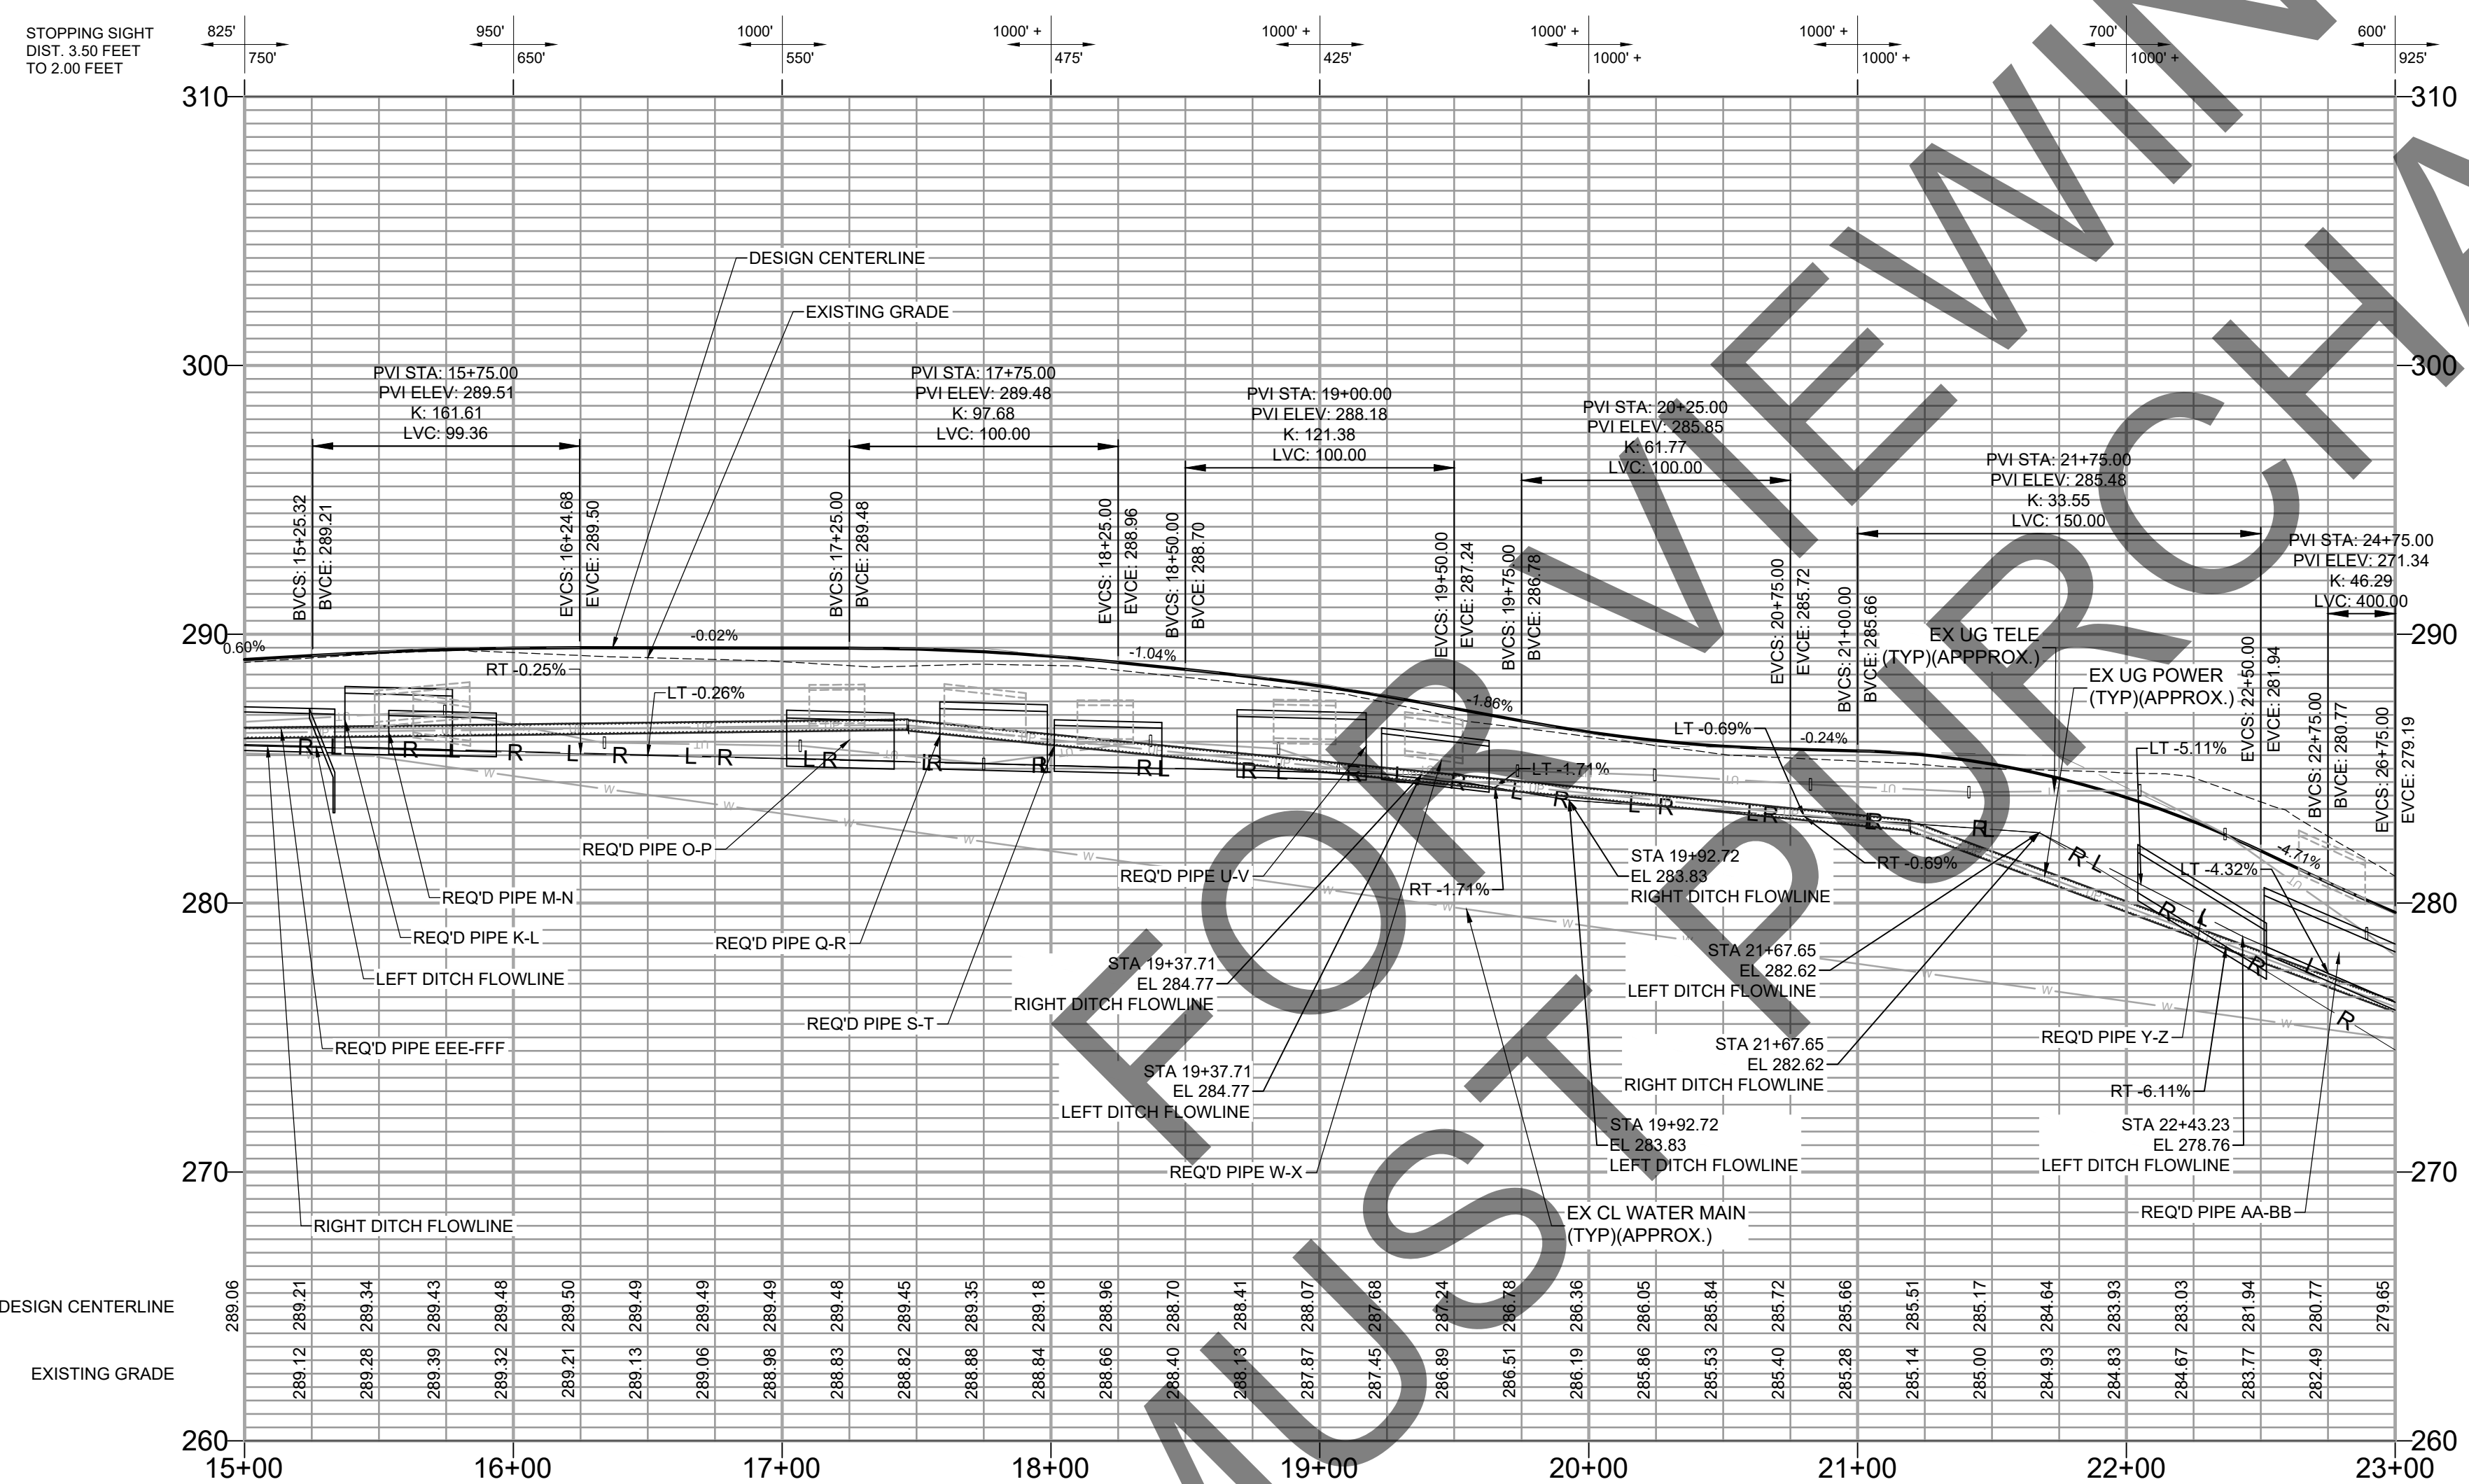 STOPPING SIGHT
DIST. 3.50 FEET
TO 2.00 FEET
825'
750'
950'
650'
1000'
550'
1000' +
475'
1000' +
425'
1000' +
1000' +
1000' +
1000' +
700'
1000' +
600'
925'
310
310
300
300
290
290
280
280
270
270
260
260
DESIGN CENTERLINE
EXISTING GRADE
PVI STA: 15+75.00
PVI ELEV: 289.51
K: 161.61
LVC: 99.36
PVI STA: 17+75.00
PVI ELEV: 289.48
K: 97.68
LVC: 100.00
PVI STA: 19+00.00
PVI ELEV: 288.18
K: 121.38
LVC: 100.00
PVI STA: 20+25.00
PVI ELEV: 285.85
K: 61.77
LVC: 100.00
PVI STA: 21+75.00
PVI ELEV: 285.48
K: 33.55
LVC: 150.00
PVI STA: 24+75.00
PVI ELEV: 271.34
K: 46.29
LVC: 400.00
BVCS: 15+25.32
BVCE: 289.21
EVCS: 16+24.68
EVCE: 289.50
BVCS: 17+25.00
BVCE: 289.48
EVCS: 18+25.00
EVCE: 288.96
BVCS: 18+50.00
BVCE: 288.70
EVCS: 19+50.00
EVCE: 287.24
BVCS: 19+75.00
BVCE: 286.78
EVCS: 20+75.00
EVCE: 285.72
BVCS: 21+00.00
BVCE: 285.66
EVCS: 22+50.00
EVCE: 281.94
BVCS: 22+75.00
BVCE: 280.77
EVCS: 26+75.00
EVCE: 279.19
0.60%
-0.02%
-1.04%
-1.86%
-0.24%
-4.71%
RT -0.25%
LT -0.26%
LT -0.69%
RT -0.69%
LT -1.71%
RT -1.71%
LT -5.11%
LT -4.32%
RT -6.11%
EX UG TELE
(TYP)(APPPROX.)
EX UG POWER
(TYP)(APPROX.)
REQ'D PIPE O-P
REQ'D PIPE M-N
REQ'D PIPE K-L
LEFT DITCH FLOWLINE
REQ'D PIPE EEE-FFF
RIGHT DITCH FLOWLINE
REQ'D PIPE Q-R
REQ'D PIPE S-T
REQ'D PIPE U-V
STA 19+37.71
EL 284.77
RIGHT DITCH FLOWLINE
STA 19+37.71
EL 284.77
LEFT DITCH FLOWLINE
REQ'D PIPE W-X
STA 19+92.72
EL 283.83
RIGHT DITCH FLOWLINE
STA 19+92.72
EL 283.83
LEFT DITCH FLOWLINE
STA 21+67.65
EL 282.62
LEFT DITCH FLOWLINE
STA 21+67.65
EL 282.62
RIGHT DITCH FLOWLINE
REQ'D PIPE Y-Z
STA 22+43.23
EL 278.76
LEFT DITCH FLOWLINE
REQ'D PIPE AA-BB
EX CL WATER MAIN
(TYP)(APPROX.)
DESIGN CENTERLINE
289.06 289.21 289.34 289.43 289.48 289.50 289.49 289.49 289.49 289.48 289.45 289.35 289.18 288.96 288.70 288.41 288.07 287.68 287.24 286.78 286.36 286.05 285.84 285.72 285.66 285.51 285.17 284.64 283.93 283.03 281.94 280.77 279.65
EXISTING GRADE
289.12 289.28 289.39 289.32 289.21 289.13 289.06 288.98 288.83 288.82 288.88 288.84 288.66 288.40 288.13 287.87 287.45 286.89 286.51 286.19 285.86 285.53 285.40 285.28 285.14 285.00 284.93 284.83 284.67 283.77 282.49
15+00 16+00 17+00 18+00 19+00 20+00 21+00 22+00 23+00
FOR VIEWIN
MUST PURCHA